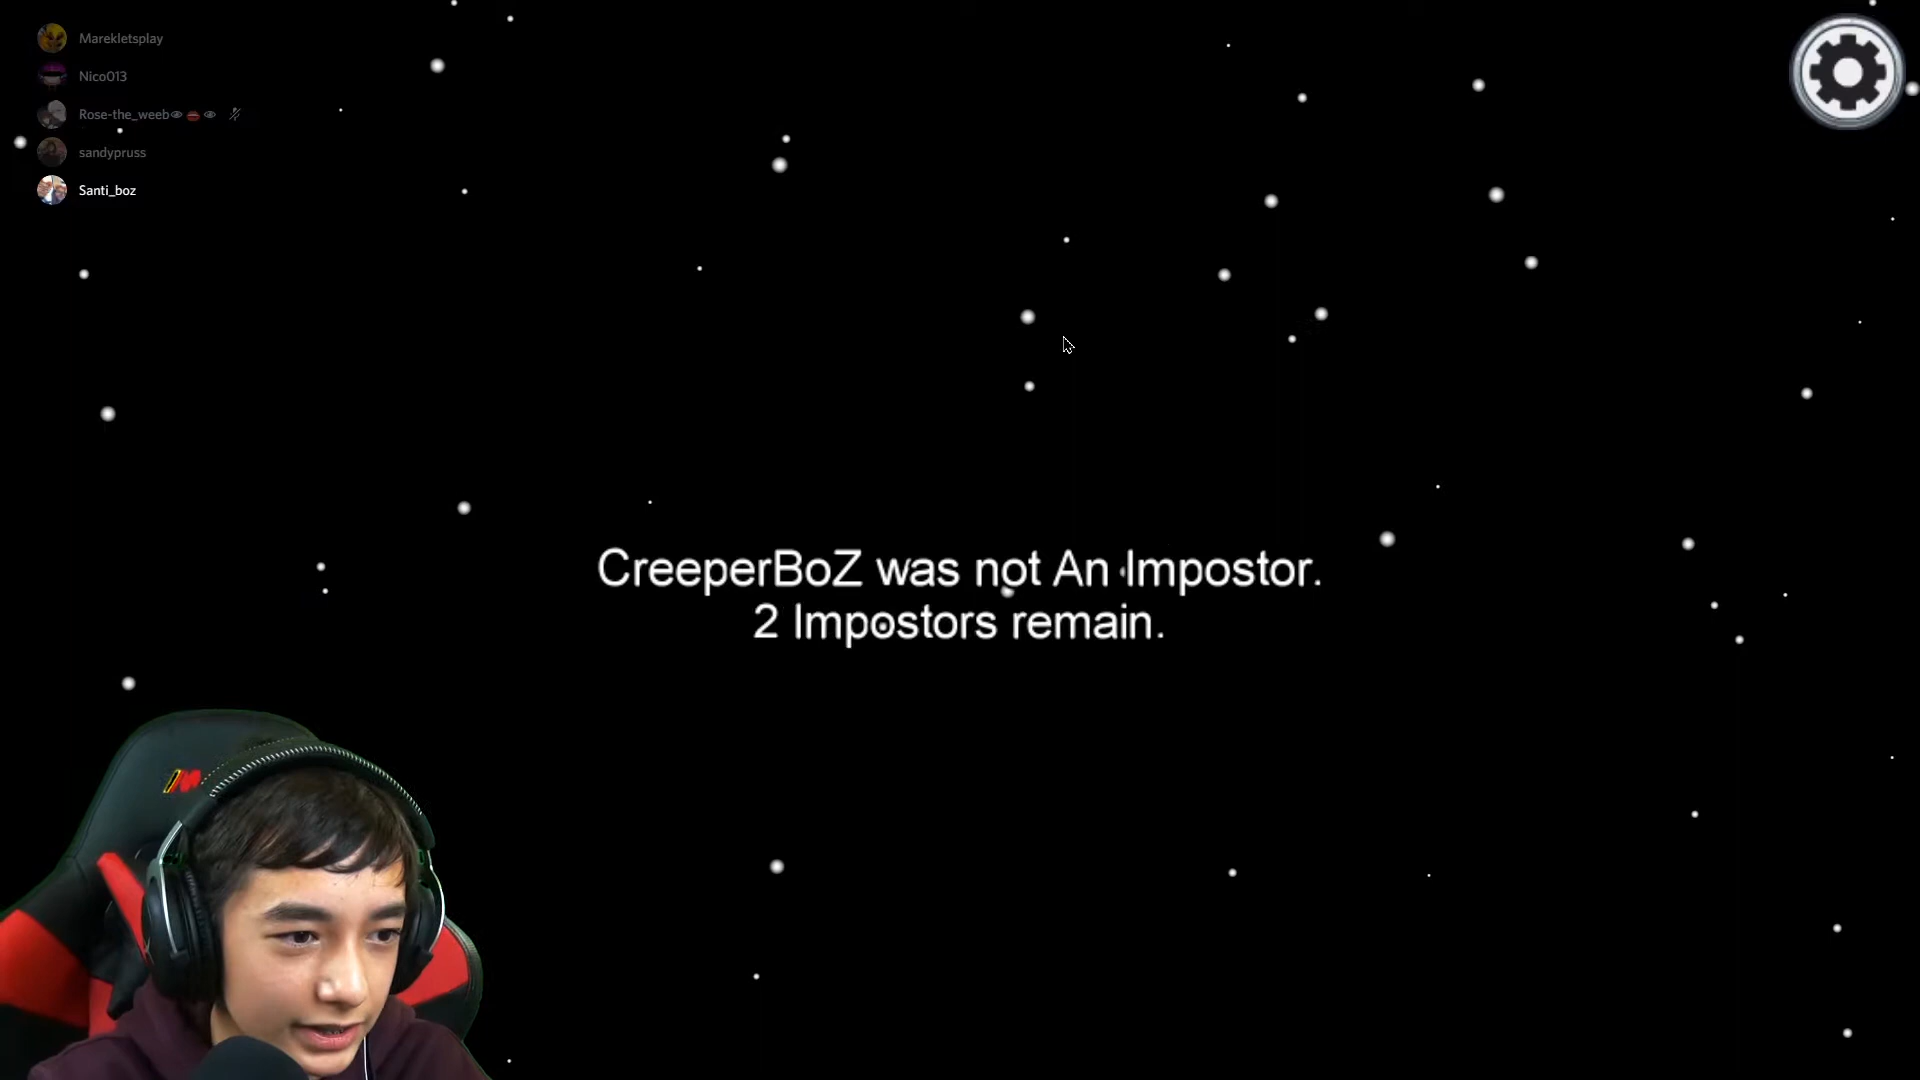 Marekletsplay
Nico013
Rose-the_weeb👁👄👁
sandypruss
Santi_boz
CreeperBoZ was not An Impostor.
2 Impostors remain.